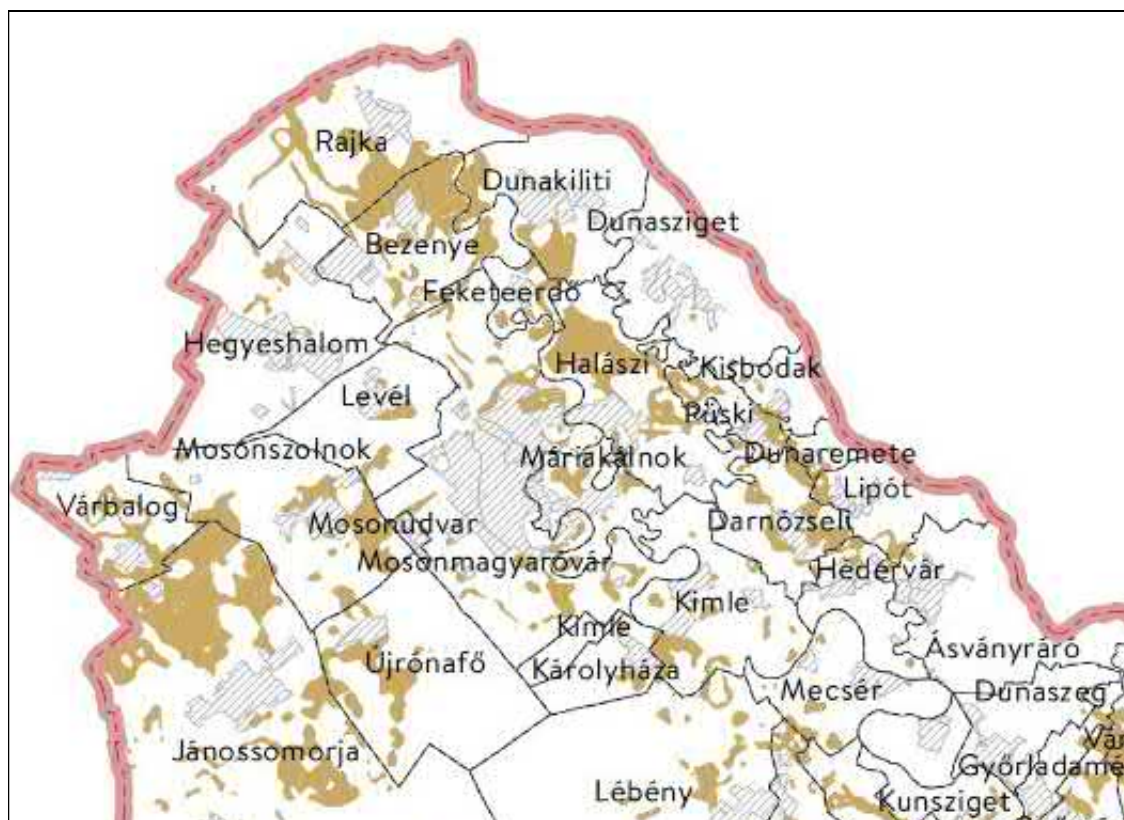 Rajka
Dunakiliti
Dunasziget
Bezenye
Feketeerdő
Hegyeshalom
Halászi
Kisbodak
Levél
Püski
Mosonszolnok
Máriakálnok
Dunaremete
Lipót
Várbalog
Mosonudvar
Darnózseli
Mosonmagyaróvár
Hédervár
Kimle
Kimle
Ásványráró
Újrónafő
Károlyháza
Mecsér
Dunaszeg
Jánossomorja
Lébény
Kunsziget